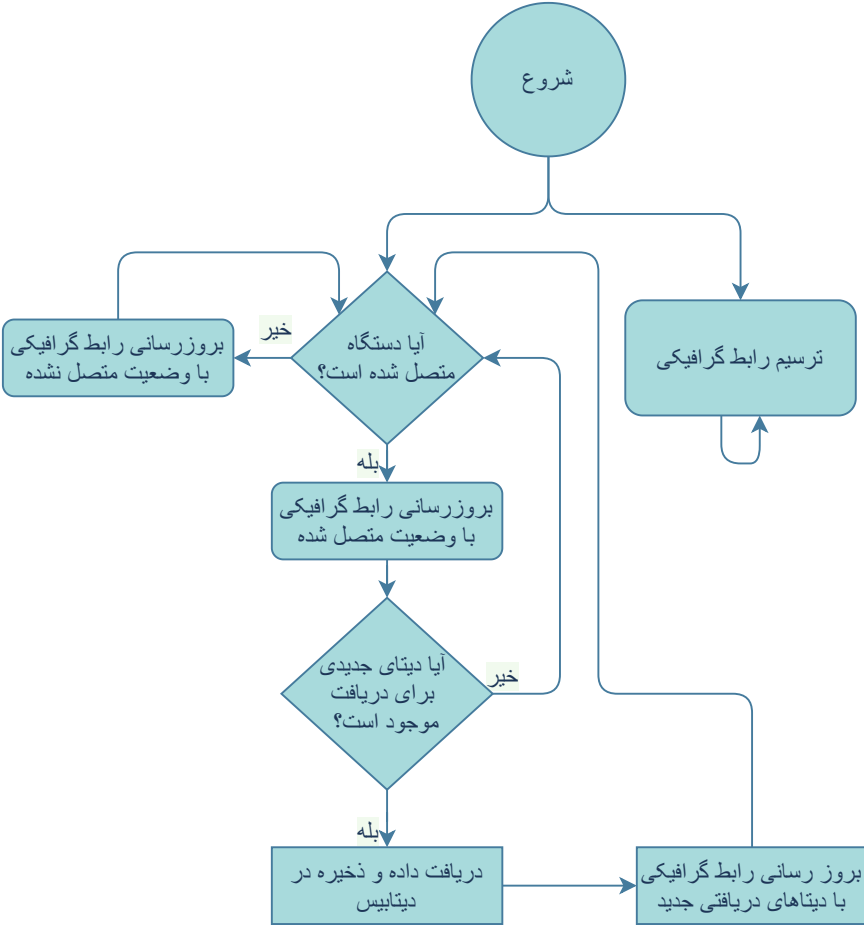 شروع
ترسیم رابط گرافیکی
آیا دستگاه
متصل شده است؟
خیر
بروزرسانی رابط گرافیکی
با وضعیت متصل نشده
بله
بروزرسانی رابط گرافیکی
با وضعیت متصل شده
آیا دیتای جدیدی
برای دریافت
موجود است؟
خیر
بله
دریافت داده و ذخیره در
دیتابیس
بروز رسانی رابط گرافیکی
با دیتاهای دریافتی جدید